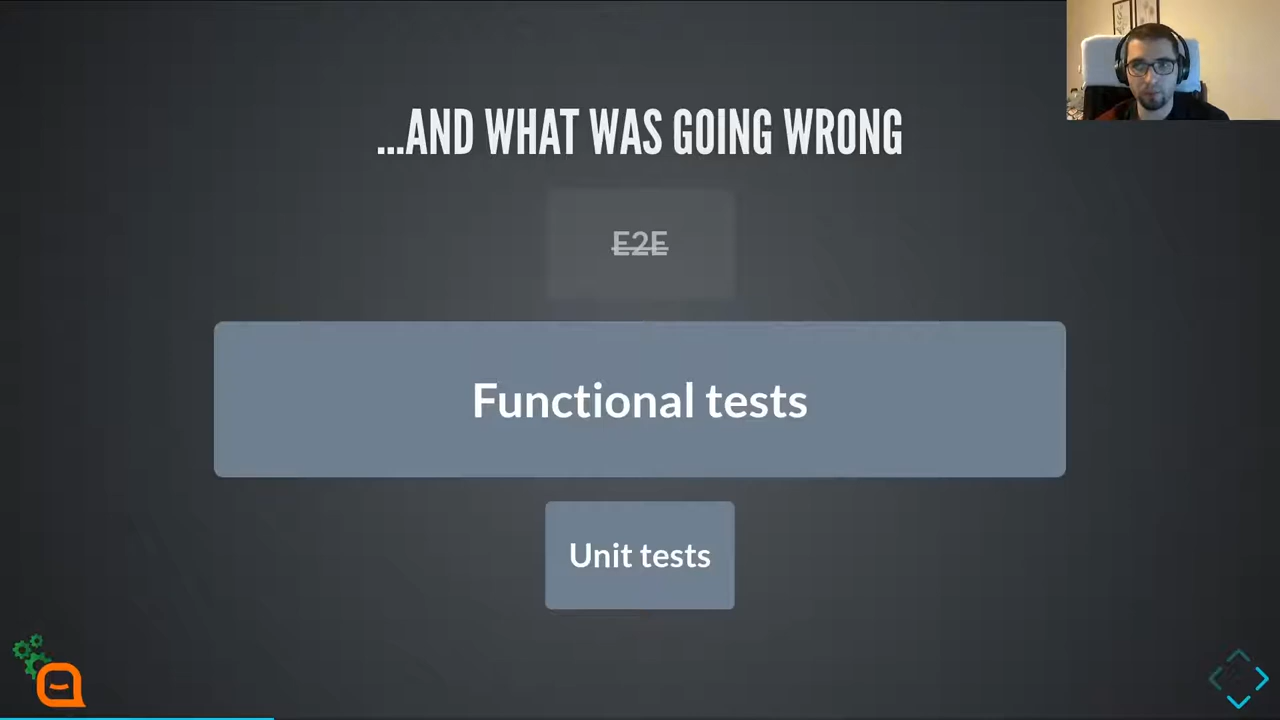 ...AND WHAT WAS GOING WRONG
E2E
Functional tests
Unit tests